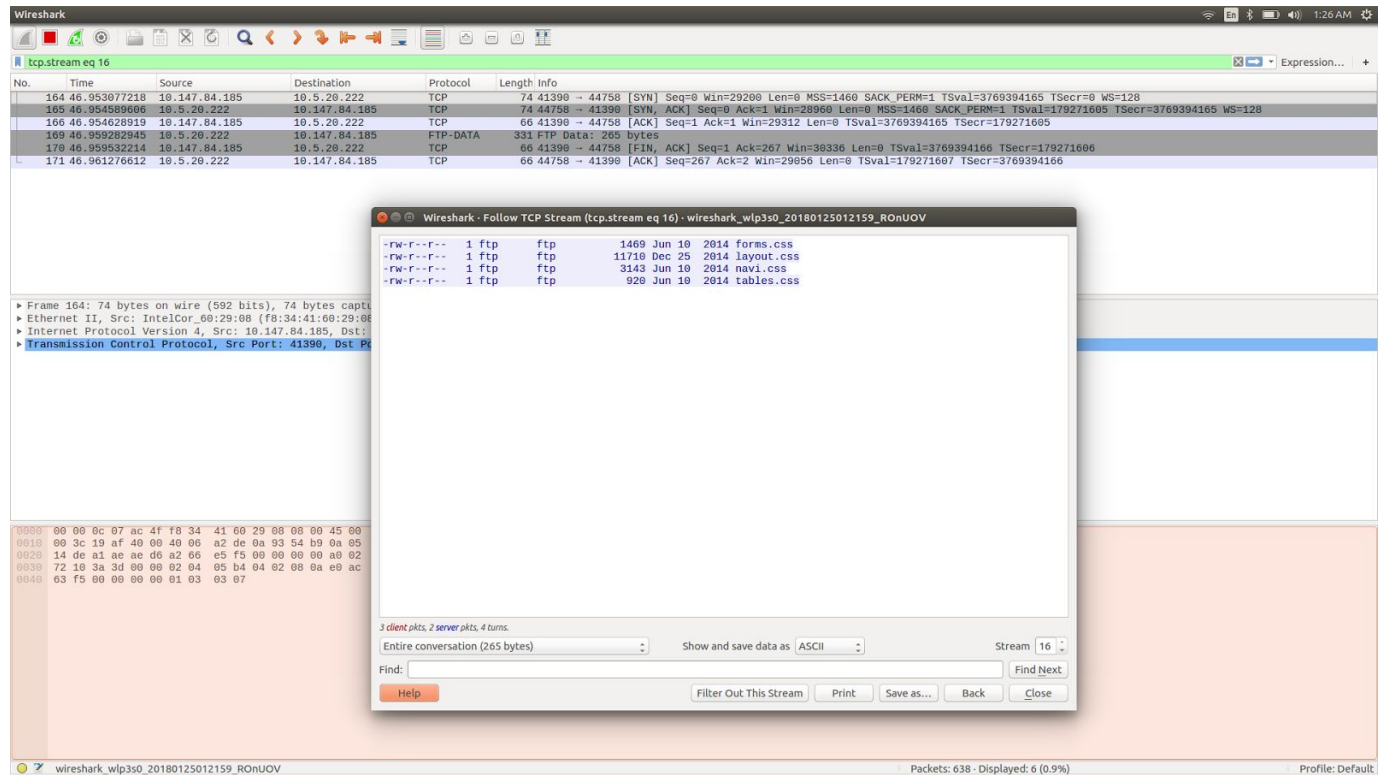 Wireshark
En
1:26 AM
tcp.stream eq 16
Expression... +
No. Time Source Destination Protocol Length Info
164 46.953077218 10.147.84.185 10.5.20.222 TCP 74 41390 → 44758 [SYN] Seq=0 Win=29200 Len=0 MSS=1460 SACK_PERM=1 TSval=3769394165 TSecr=0 WS=128
165 46.954589606 10.5.20.222 10.147.84.185 TCP 74 44758 → 41390 [SYN, ACK] Seq=0 Ack=1 Win=28960 Len=0 MSS=1460 SACK_PERM=1 TSval=179271605 TSecr=3769394165 WS=128
166 46.954628919 10.147.84.185 10.5.20.222 TCP 66 41390 → 44758 [ACK] Seq=1 Ack=1 Win=29312 Len=0 TSval=3769394165 TSecr=179271605
169 46.959282945 10.5.20.222 10.147.84.185 FTP-DATA 331 FTP Data: 265 bytes
170 46.959532214 10.147.84.185 10.5.20.222 TCP 66 41390 → 44758 [FIN, ACK] Seq=1 Ack=267 Win=30336 Len=0 TSval=3769394166 TSecr=179271606
171 46.961276612 10.5.20.222 10.147.84.185 TCP 66 44758 → 41390 [ACK] Seq=267 Ack=2 Win=29056 Len=0 TSval=179271607 TSecr=3769394166
Wireshark · Follow TCP Stream (tcp.stream eq 16) · wireshark_wlp3s0_20180125012159_ROnUOV
-rw-r--r-- 1 ftp ftp 1469 Jun 10 2014 forms.css
-rw-r--r-- 1 ftp ftp 11710 Dec 25 2014 layout.css
-rw-r--r-- 1 ftp ftp 3143 Jun 10 2014 navi.css
-rw-r--r-- 1 ftp ftp 920 Jun 10 2014 tables.css
Frame 164: 74 bytes on wire (592 bits), 74 bytes captu
Ethernet II, Src: IntelCor_60:29:08 (f8:34:41:60:29:08
Internet Protocol Version 4, Src: 10.147.84.185, Dst:
Transmission Control Protocol, Src Port: 41390, Dst Po
0000 00 00 0c 07 ac 4f f8 34 41 60 29 08 08 00 45 00
0010 00 3c 19 af 40 00 40 06 a2 de 0a 93 54 b9 0a 05
0020 14 de a1 ae ae d6 a2 66 e5 f5 00 00 00 00 a0 02
0030 72 10 3a 3d 00 00 02 04 05 b4 04 02 08 0a e0 ac
0040 63 f5 00 00 00 00 01 03 03 07
3 client pkts, 2 server pkts, 4 turns.
Entire conversation (265 bytes)
Show and save data as ASCII
Stream 16
Find:
Find Next
Help
Filter Out This Stream
Print
Save as...
Back
Close
wireshark_wlp3s0_20180125012159_ROnUOV
Packets: 638 · Displayed: 6 (0.9%)
Profile: Default